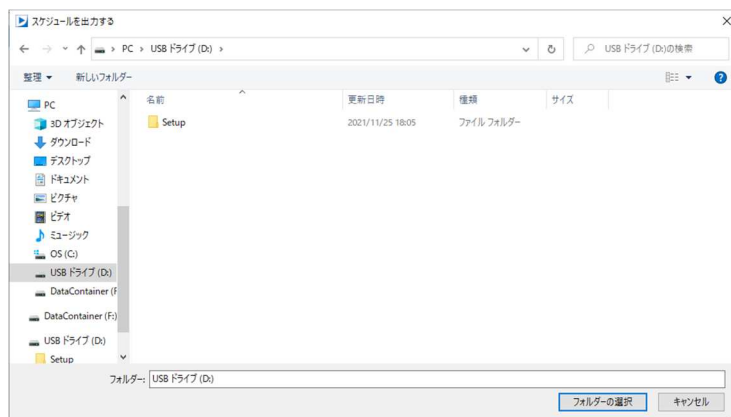 スケジュールを出力する
PC › USB ドライブ (D:) ›
USB ドライブ (D:)の検索
整理 新しいフォルダー
名前 更新日時 種類 サイズ
Setup 2021/11/25 18:05 ファイル フォルダー
PC
3D オブジェクト
ダウンロード
デスクトップ
ドキュメント
ピクチャ
ビデオ
ミュージック
OS (C:)
USB ドライブ (D:)
DataContainer (F
DataContainer (F:)
USB ドライブ (D:)
Setup
フォルダー: USB ドライブ (D:)
フォルダーの選択 キャンセル